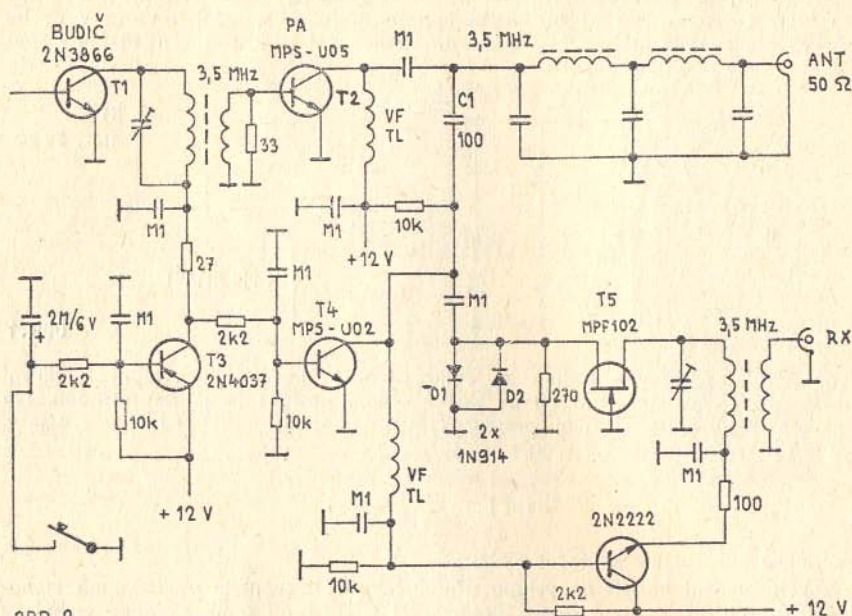 BUDIČ
2N3866
T1
3,5 MHz
PA
MPS-U05
T2
M1
3,5 MHz
ANT
50 Ω
33
VF
TL
C1
100
M1
M1
10k
+ 12 V
27
M1
2M/6V
+
M1
2k2
T3
2N4037
2k2
T4
MPS-U02
T5
MPF102
3,5 MHz
RX
M1
10k
10k
D1
D2
270
2x
1N914
+ 12 V
VF
TL
M1
M1
100
2N2222
10k
2k2
+ 12 V